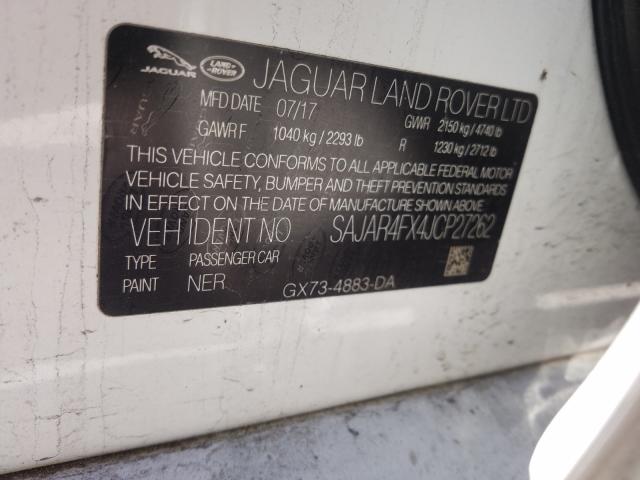 JAGUAR LAND-ROVER JAGUAR LAND ROVER LTD
MFD DATE 07/17 GWR 2150 kg / 4740 lb
GAWR F 1040 kg / 2293 lb R 1230 kg / 2712 lb
THIS VEHICLE CONFORMS TO ALL APPLICABLE FEDERAL MOTOR
VEHICLE SAFETY, BUMPER AND THEFT PREVENTION STANDARDS
IN EFFECT ON THE DATE OF MANUFACTURE SHOWN ABOVE.
VEH IDENT NO SAJAR4FX4JCP27262
TYPE PASSENGER CAR
PAINT NER GX73-4883-DA